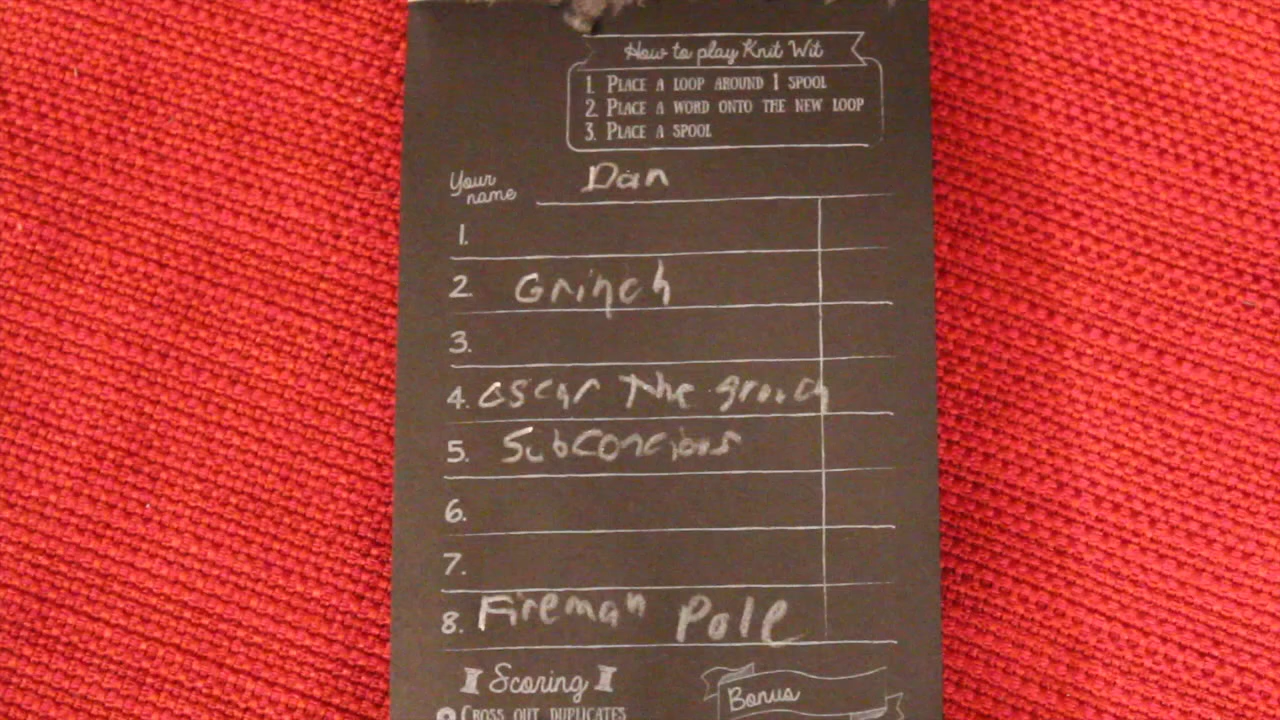 How to play Knit Wit
1. PLACE A LOOP AROUND 1 SPOOL
2. PLACE A WORD ONTO THE NEW LOOP
3. PLACE A SPOOL
Your name Dan
1.
2. Grinch
3.
4. Oscar The grouch
5. Subconcious
6.
7.
8. Fireman Pole
Scoring
Bonus
CROSS OUT DUPLICATES